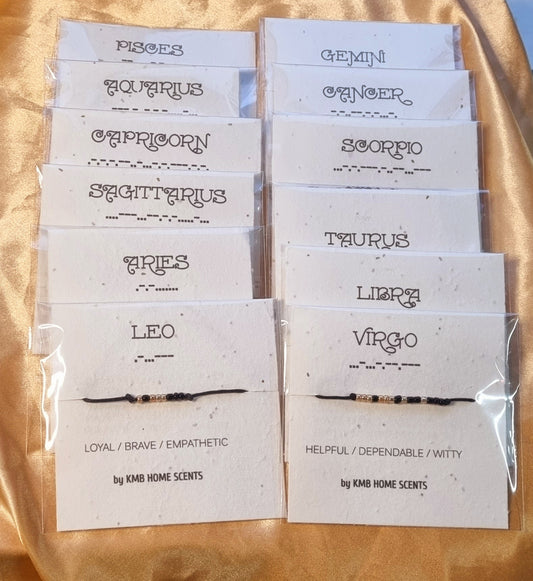 PISCES
AQUARIUS
CAPRICORN
SAGITTARIUS
ARIES
LEO
LOYAL / BRAVE / EMPATHETIC
by KMB HOME SCENTS
GEMINI
CANCER
SCORPIO
TAURUS
LIBRA
VIRGO
HELPFUL / DEPENDABLE / WITTY
by KMB HOME SCENTS